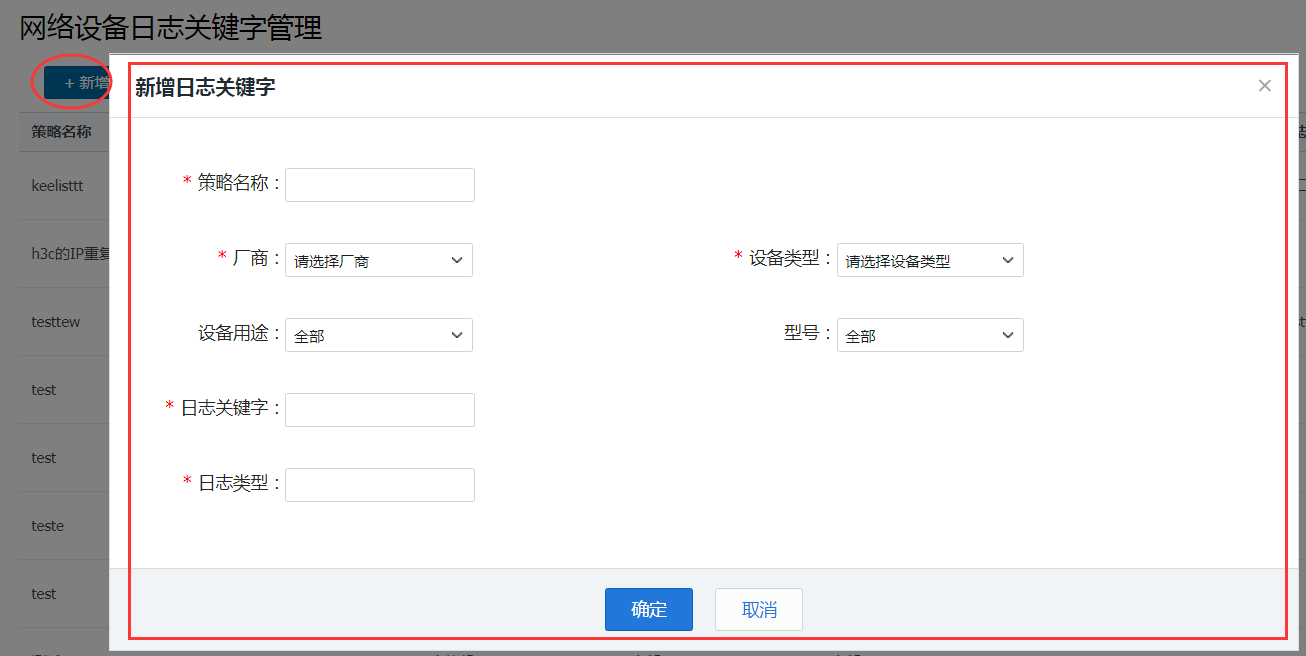 网络设备日志关键字管理
+ 新增
新增日志关键字
×
策略名称
keelisttt
h3c的IP重复
testtew
test
test
teste
test
* 策略名称：
* 厂商： 请选择厂商
* 设备类型： 请选择设备类型
设备用途： 全部
型号： 全部
* 日志关键字：
* 日志类型：
确定
取消